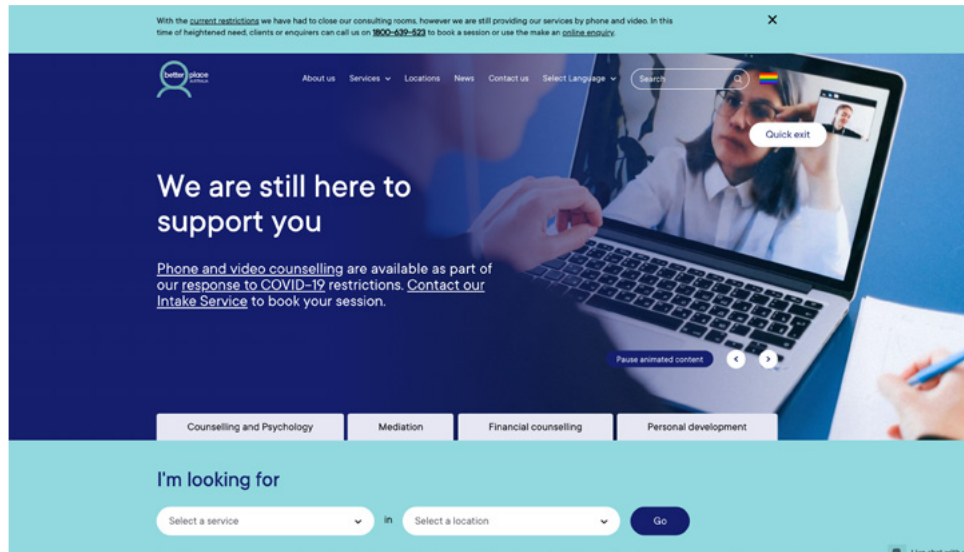 With the current restrictions we have had to close our consulting rooms, however we are still providing our services by phone and video. In this
time of heightened need, clients or enquirers can call us on 1800-639-523 to book a session or use the make an online enquiry.
better place
AUSTRALIA
About us Services Locations News Contact us Select Language Search
Quick exit
We are still here to
support you
Phone and video counselling are available as part of
our response to COVID-19 restrictions. Contact our
Intake Service to book your session.
Pause animated content
Counselling and Psychology Mediation Financial counselling Personal development
I'm looking for
Select a service in Select a location Go